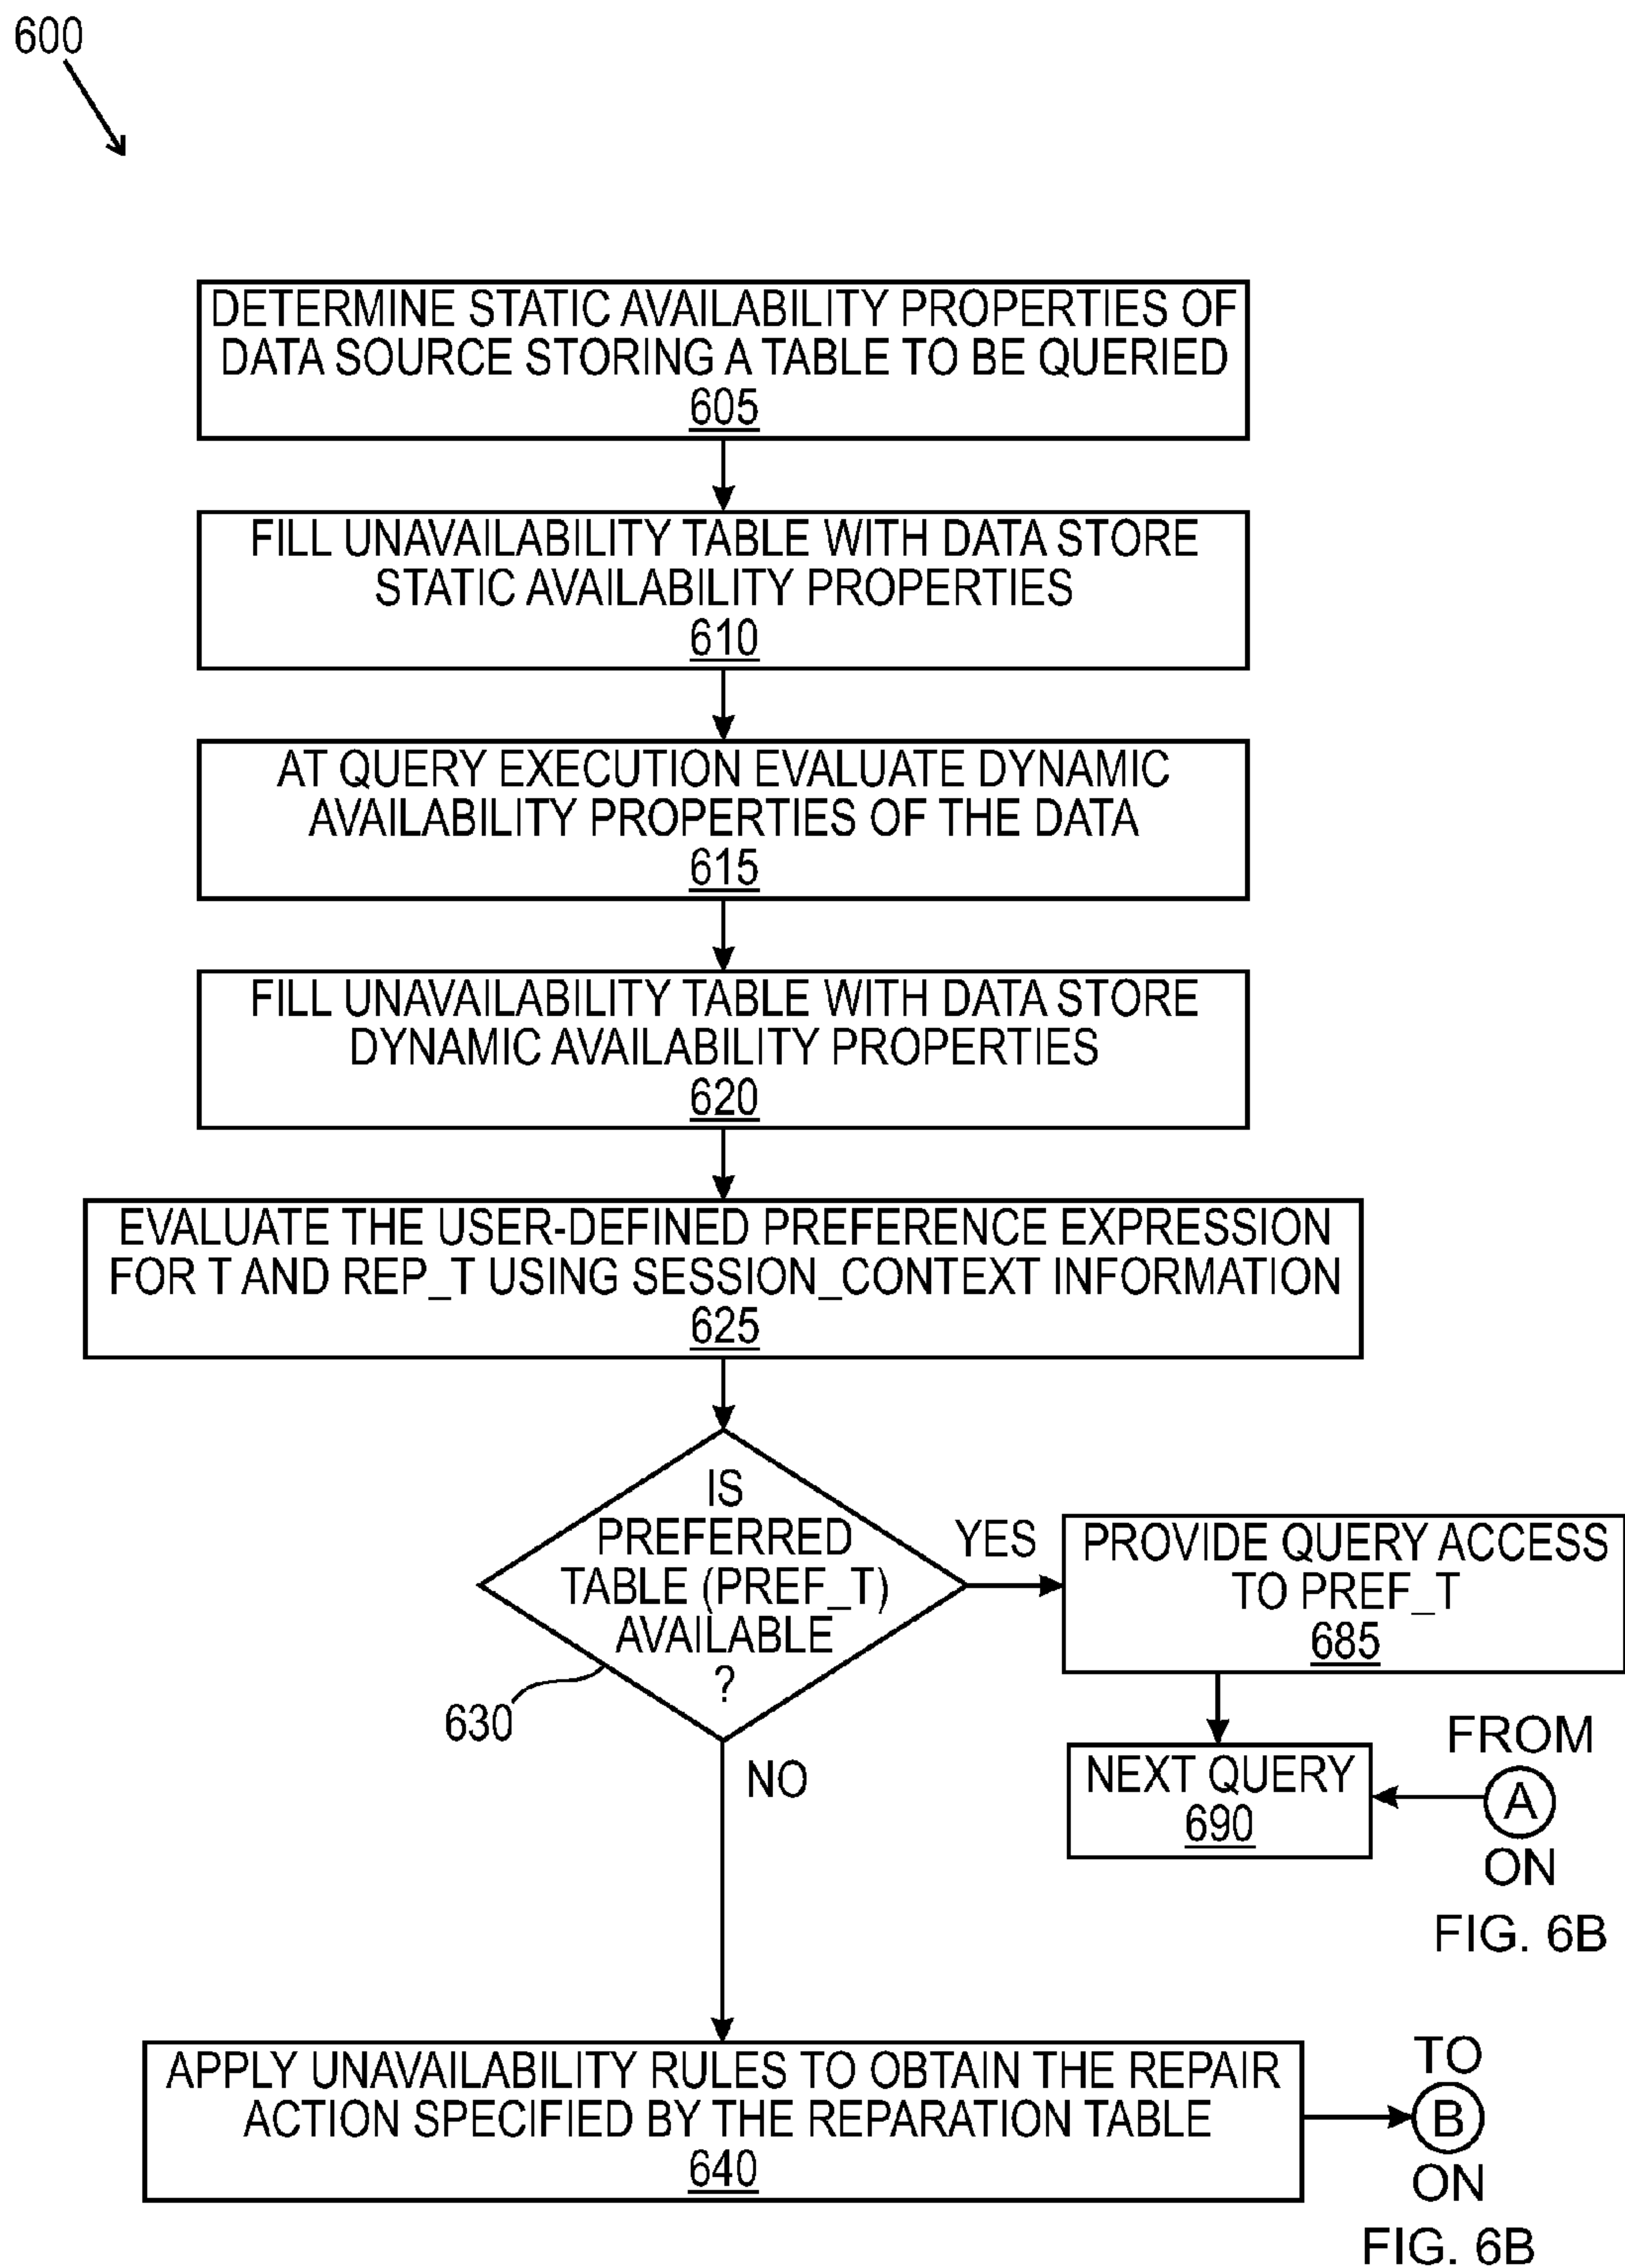 600
DETERMINE STATIC AVAILABILITY PROPERTIES OF
DATA SOURCE STORING A TABLE TO BE QUERIED
605
FILL UNAVAILABILITY TABLE WITH DATA STORE
STATIC AVAILABILITY PROPERTIES
610
AT QUERY EXECUTION EVALUATE DYNAMIC
AVAILABILITY PROPERTIES OF THE DATA
615
FILL UNAVAILABILITY TABLE WITH DATA STORE
DYNAMIC AVAILABILITY PROPERTIES
620
EVALUATE THE USER-DEFINED PREFERENCE EXPRESSION
FOR T AND REP_T USING SESSION_CONTEXT INFORMATION
625
IS
PREFERRED
TABLE (PREF_T)
AVAILABLE
?
630
YES
PROVIDE QUERY ACCESS
TO PREF_T
685
NEXT QUERY
690
FROM
A
ON
FIG. 6B
NO
APPLY UNAVAILABILITY RULES TO OBTAIN THE REPAIR
ACTION SPECIFIED BY THE REPARATION TABLE
640
TO
B
ON
FIG. 6B